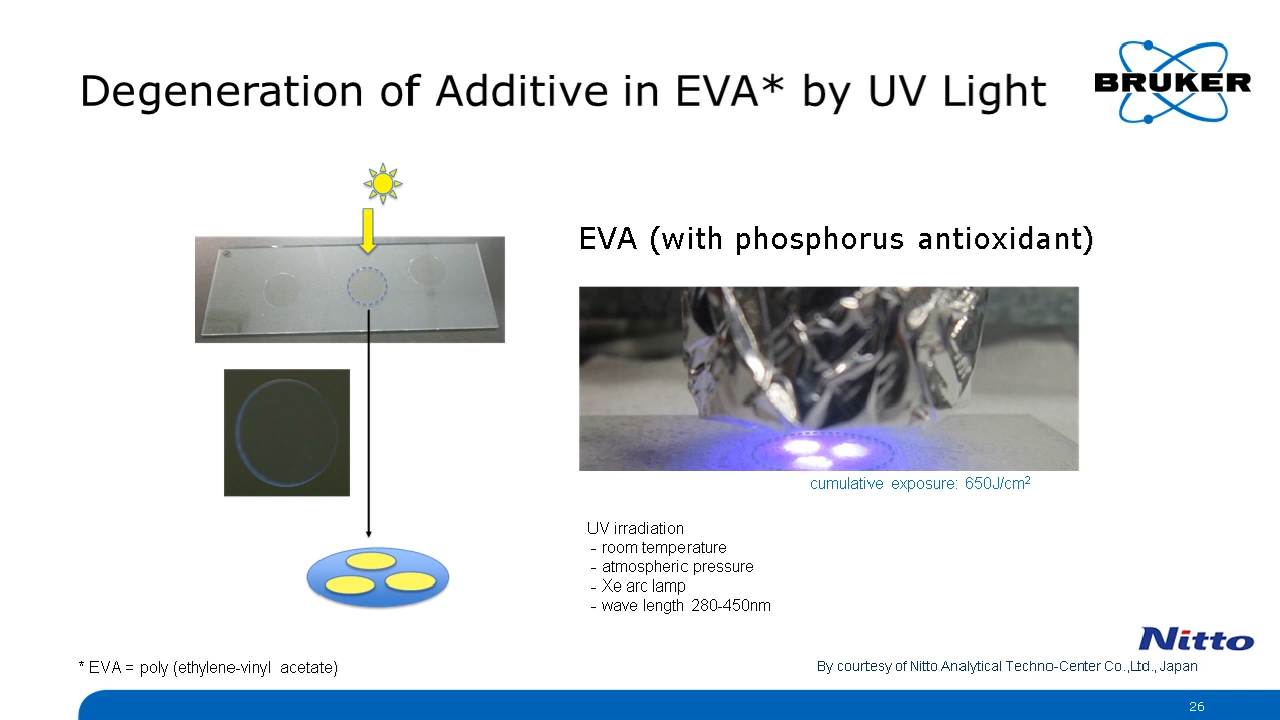 Degeneration of Additive in EVA* by UV Light
BRUKER
EVA (with phosphorus antioxidant)
cumulative exposure: 650J/cm²
UV irradiation
- room temperature
- atmospheric pressure
- Xe arc lamp
- wave length 280-450nm
Nitto
* EVA = poly (ethylene-vinyl acetate)
By courtesy of Nitto Analytical Techno-Center Co.,Ltd., Japan
26